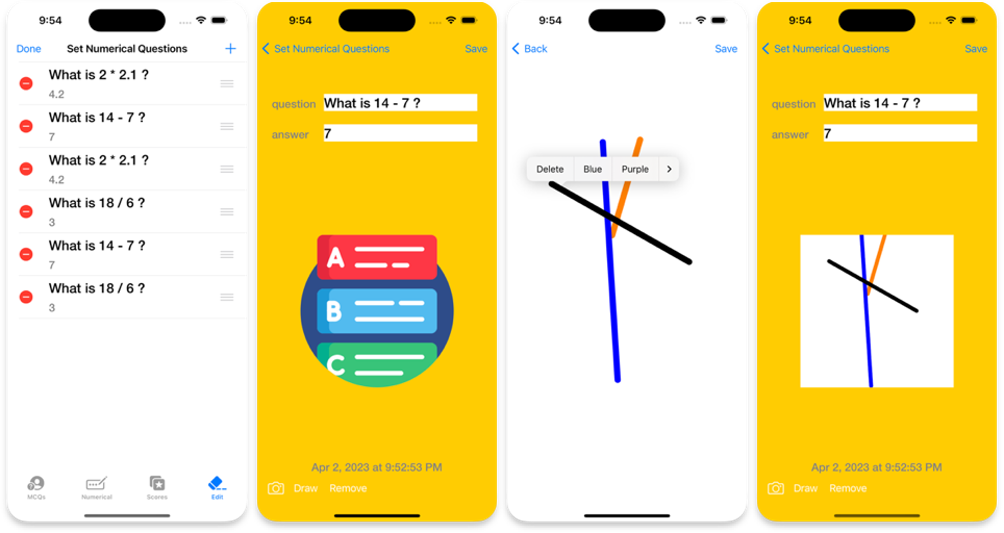 9:54
Done Set Numerical Questions +
What is 2 * 2.1 ?
4.2
What is 14 - 7 ?
7
What is 2 * 2.1 ?
4.2
What is 18 / 6 ?
3
What is 14 - 7 ?
7
What is 18 / 6 ?
3
MCQs Numerical Scores Edit
9:54
Set Numerical Questions Save
question What is 14 - 7 ?
answer 7
A
B
C
Apr 2, 2023 at 9:52:53 PM
Draw Remove
9:54
Back Save
Delete Blue Purple
9:54
Set Numerical Questions Save
question What is 14 - 7 ?
answer 7
Apr 2, 2023 at 9:52:53 PM
Draw Remove